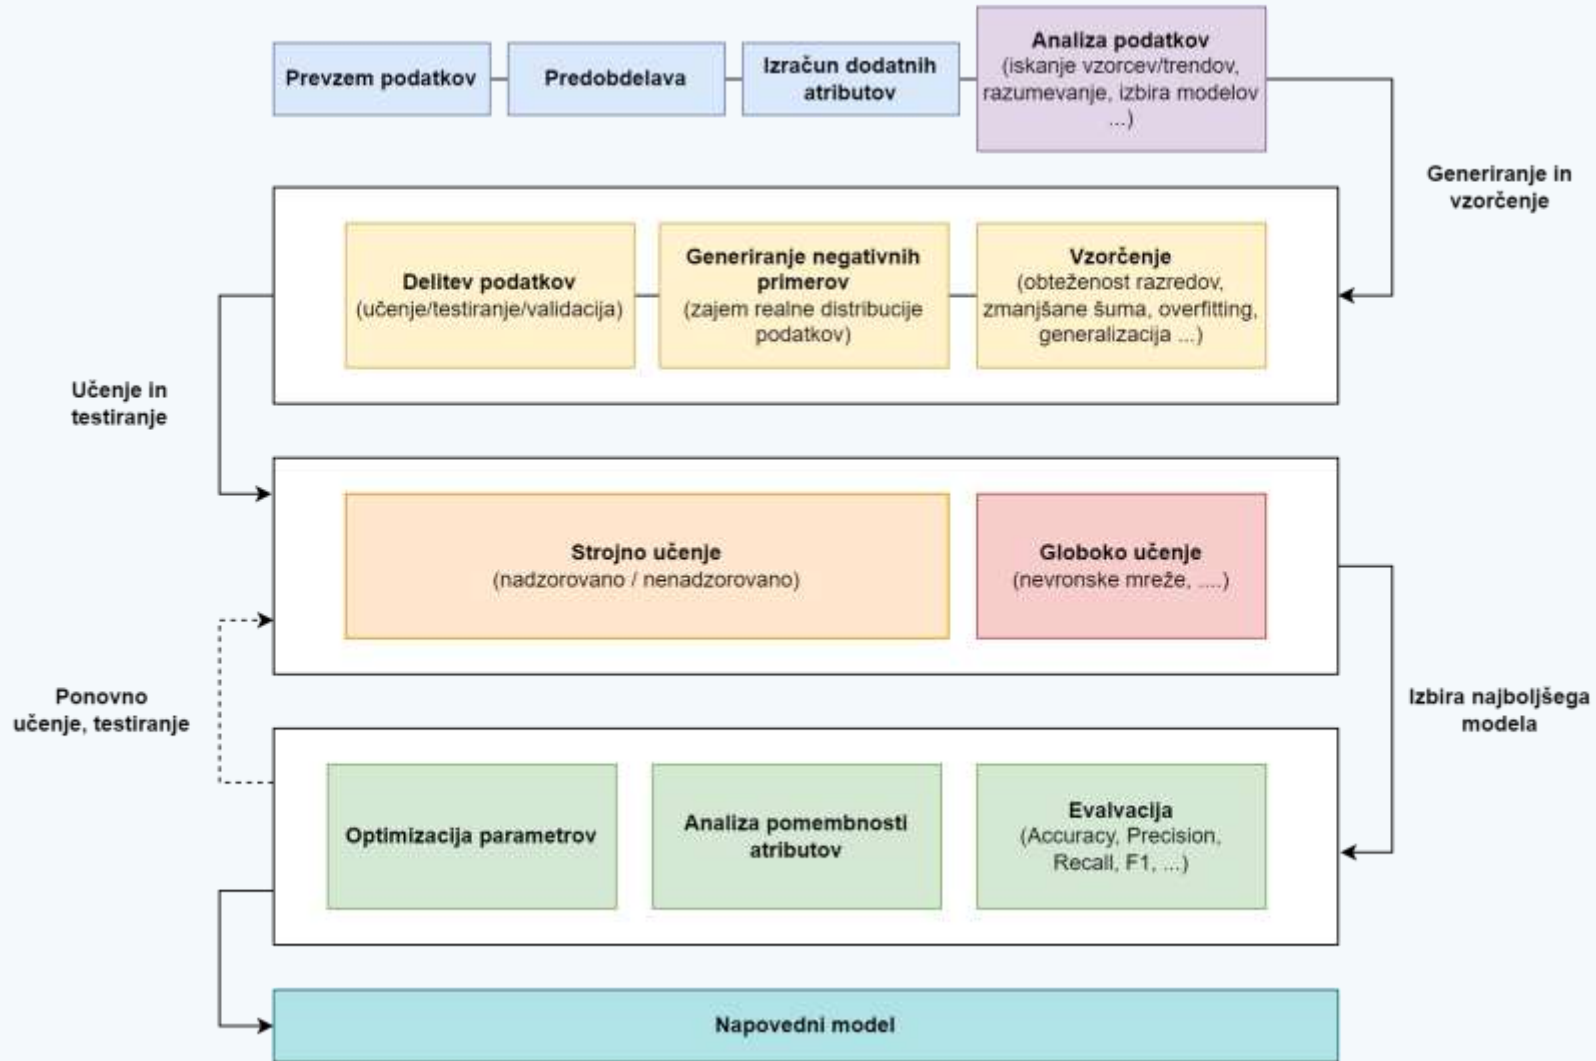 Prevzem podatkov
Predobdelava
Izračun dodatnih
atributov
Analiza podatkov
(iskanje vzorcev/trendov,
razumevanje, izbira modelov
...)
Generiranje in
vzorčenje
Delitev podatkov
(učenje/testiranje/validacija)
Generiranje negativnih
primerov
(zajem realne distribucije
podatkov)
Vzorčenje
(obteženost razredov,
zmanjšane šuma, overfitting,
generalizacija ...)
Učenje in
testiranje
Strojno učenje
(nadzorovano / nenadzorovano)
Globoko učenje
(nevronske mreže, ....)
Ponovno
učenje, testiranje
Izbira najboljšega
modela
Optimizacija parametrov
Analiza pomembnosti
atributov
Evalvacija
(Accuracy, Precision,
Recall, F1, ...)
Napovedni model